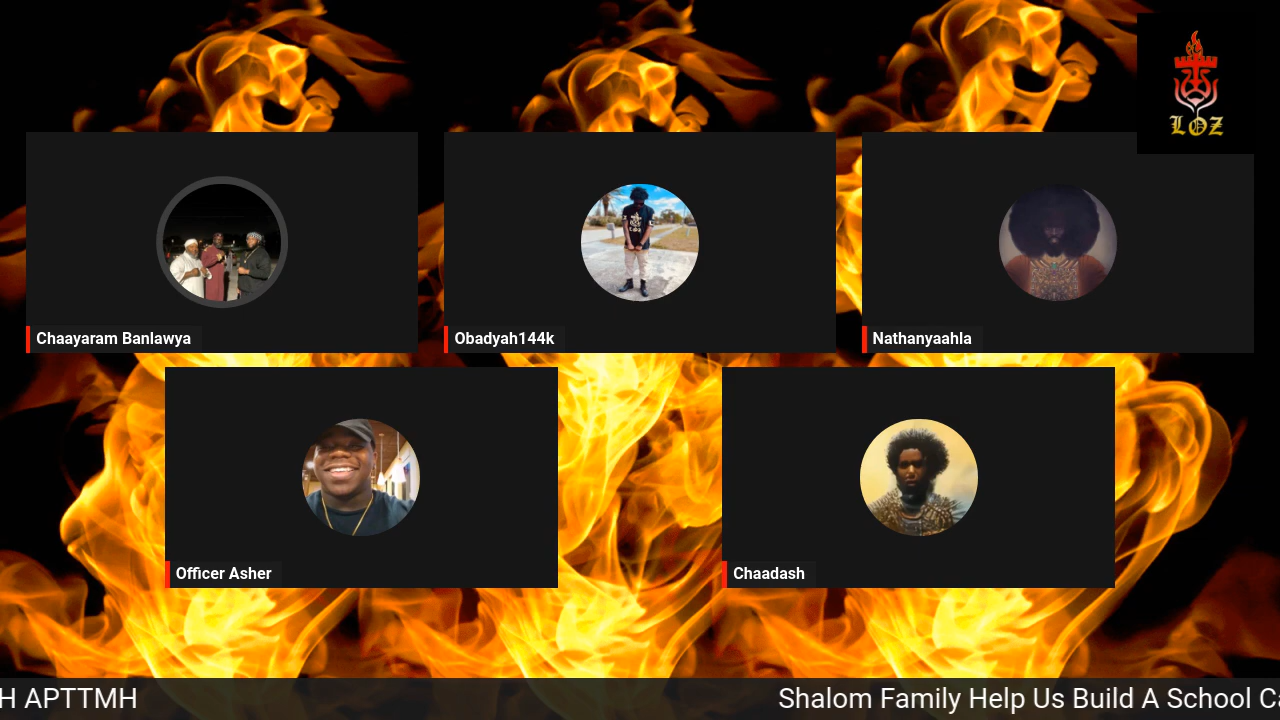 LOZ
Chaayaram Banlawya
Obadyah144k
Nathanyaahla
Officer Asher
Chaadash
H APTTMH
Shalom Family Help Us Build A School Ca